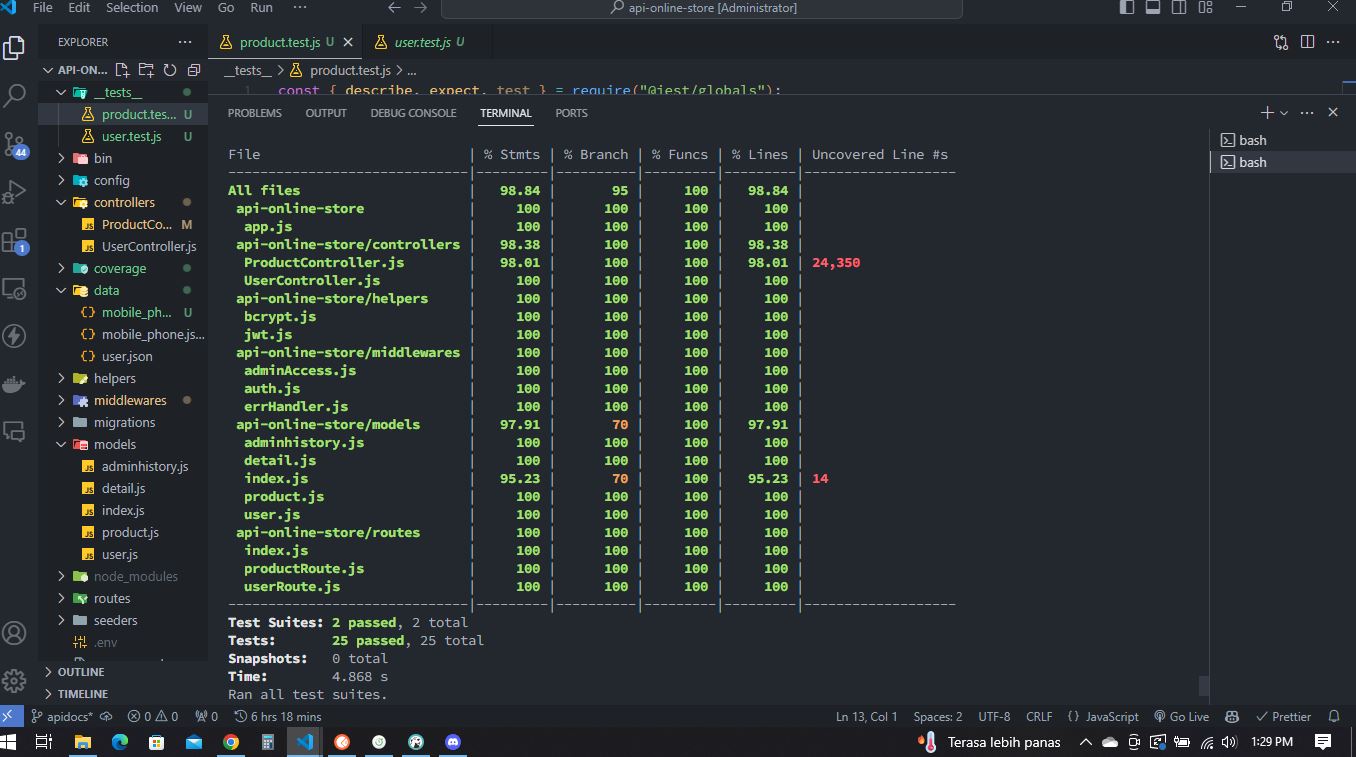 File Edit Selection View Go Run ··· api-online-store [Administrator]
EXPLORER ···
API-ON...
__tests__
product.tes... U
user.test.js U
bin
config
controllers
ProductCo... M
UserController.js
coverage
data
mobile_ph... U
mobile_phone.js...
user.json
helpers
middlewares
migrations
models
adminhistory.js
detail.js
index.js
product.js
user.js
node_modules
routes
seeders
.env
OUTLINE
TIMELINE
44
1
product.test.js U user.test.js U
__tests__ > product.test.js > ...
1 const { describe, expect, test } = require("@jest/globals");
PROBLEMS OUTPUT DEBUG CONSOLE TERMINAL PORTS
bash
bash
File | % Stmts | % Branch | % Funcs | % Lines | Uncovered Line #s
-----------------------------|---------|----------|---------|---------|-------------------
All files | 98.84 | 95 | 100 | 98.84 |
api-online-store | 100 | 100 | 100 | 100 |
app.js | 100 | 100 | 100 | 100 |
api-online-store/controllers | 98.38 | 100 | 100 | 98.38 |
ProductController.js | 98.01 | 100 | 100 | 98.01 | 24,350
UserController.js | 100 | 100 | 100 | 100 |
api-online-store/helpers | 100 | 100 | 100 | 100 |
bcrypt.js | 100 | 100 | 100 | 100 |
jwt.js | 100 | 100 | 100 | 100 |
api-online-store/middlewares | 100 | 100 | 100 | 100 |
adminAccess.js | 100 | 100 | 100 | 100 |
auth.js | 100 | 100 | 100 | 100 |
errHandler.js | 100 | 100 | 100 | 100 |
api-online-store/models | 97.91 | 70 | 100 | 97.91 |
adminhistory.js | 100 | 100 | 100 | 100 |
detail.js | 100 | 100 | 100 | 100 |
index.js | 95.23 | 70 | 100 | 95.23 | 14
product.js | 100 | 100 | 100 | 100 |
user.js | 100 | 100 | 100 | 100 |
api-online-store/routes | 100 | 100 | 100 | 100 |
index.js | 100 | 100 | 100 | 100 |
productRoute.js | 100 | 100 | 100 | 100 |
userRoute.js | 100 | 100 | 100 | 100 |
-----------------------------|---------|----------|---------|---------|-------------------
Test Suites: 2 passed, 2 total
Tests: 25 passed, 25 total
Snapshots: 0 total
Time: 4.868 s
Ran all test suites.
apidocs* 0 0 0 6 hrs 18 mins Ln 13, Col 1 Spaces: 2 UTF-8 CRLF {} JavaScript Go Live Prettier
Terasa lebih panas 1:29 PM